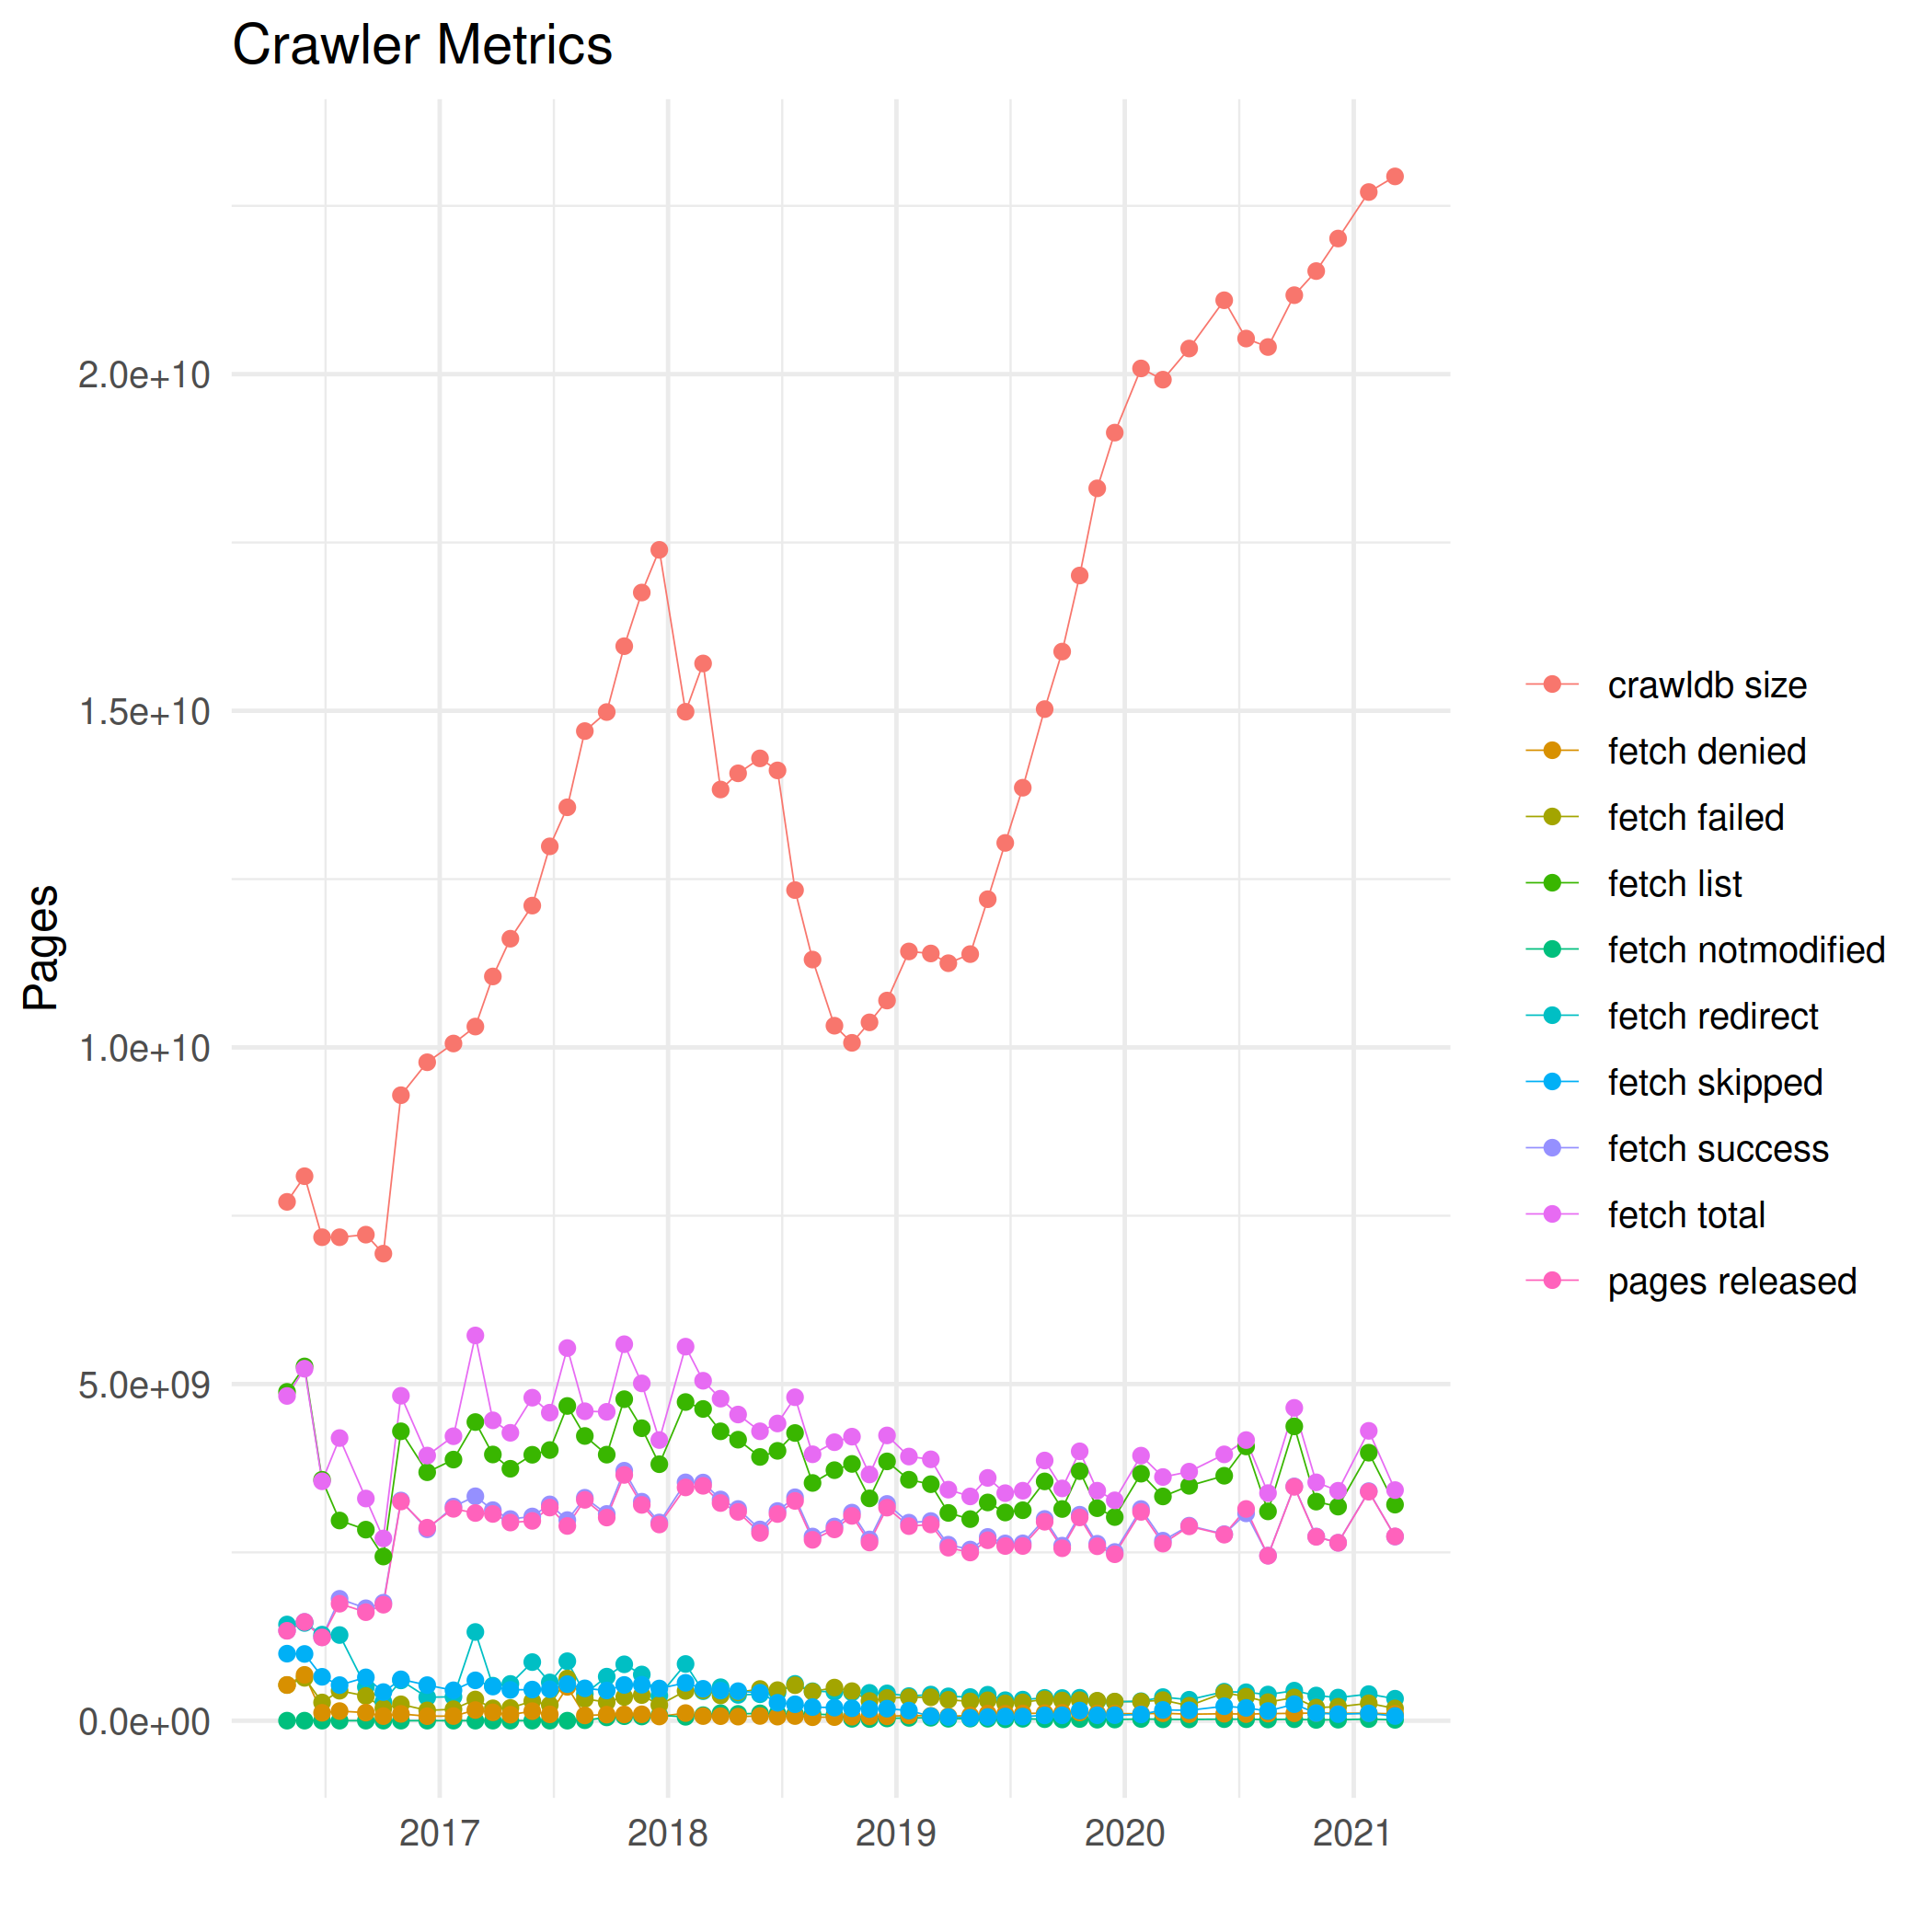 Crawler Metrics
Pages
2.0e+10
1.5e+10
1.0e+10
5.0e+09
0.0e+00
2017
2018
2019
2020
2021
crawldb size
fetch denied
fetch failed
fetch list
fetch notmodified
fetch redirect
fetch skipped
fetch success
fetch total
pages released